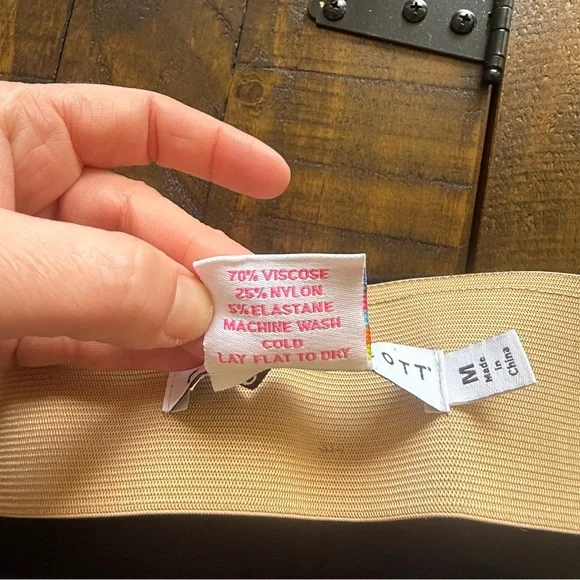 70% VISCOSE
25% NYLON
5% ELASTANE
MACHINE WASH
COLD
LAY FLAT TO DRY
OTT
M
Made
in
China